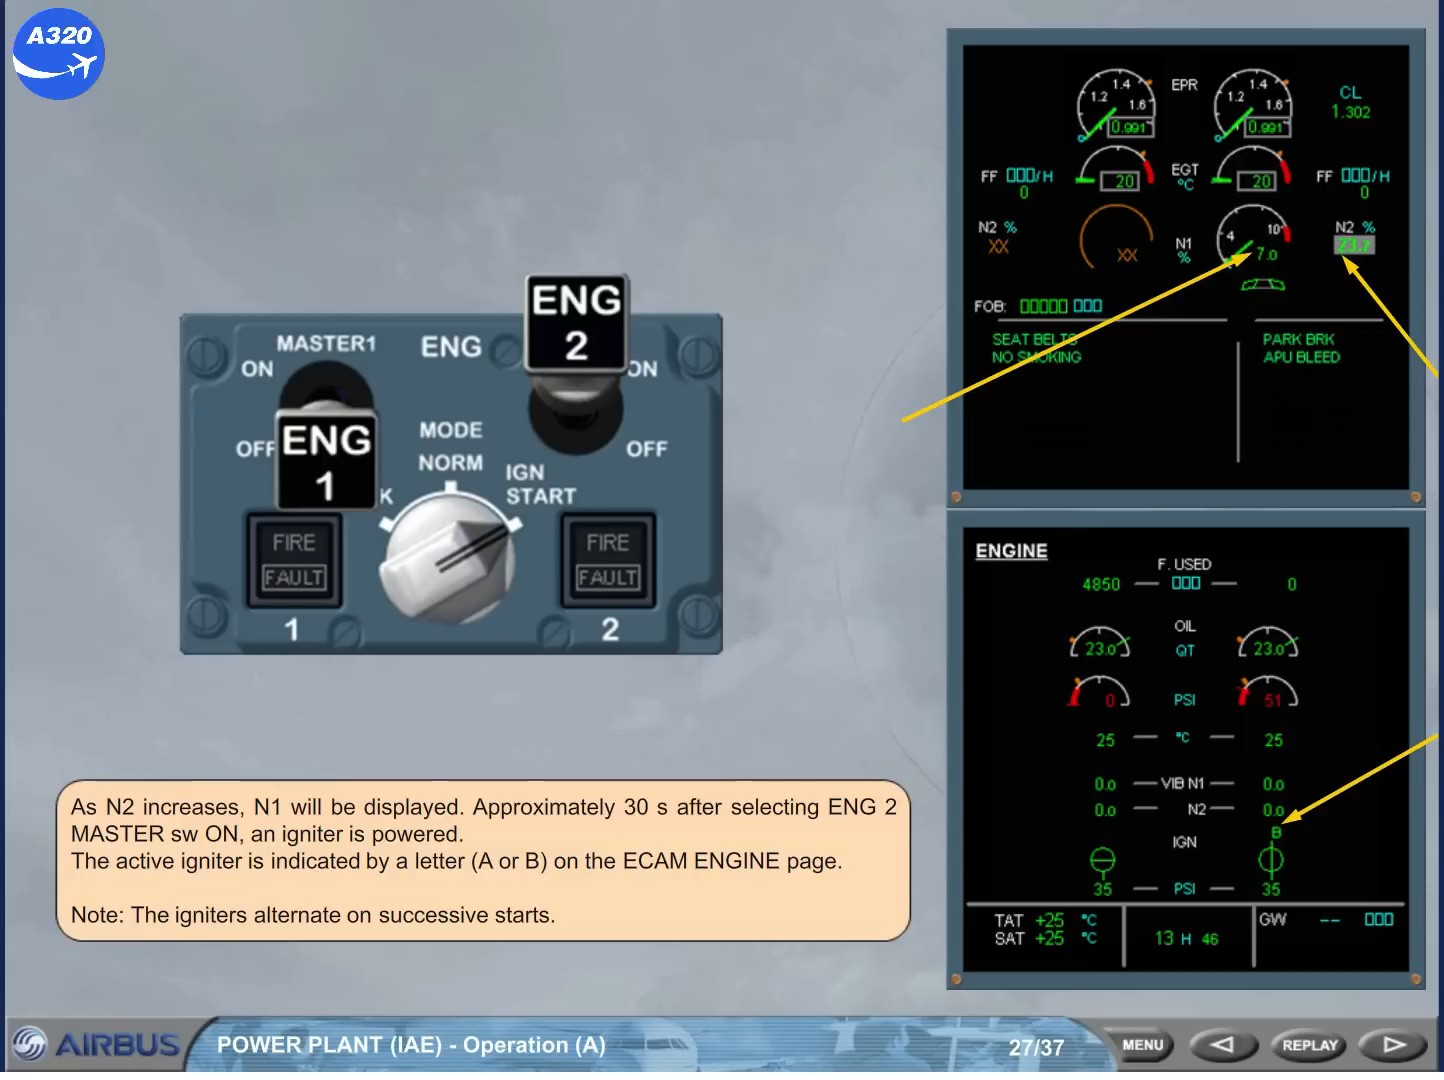 A320
EPR
1.2 1.4 1.6
0.991
1.2 1.4 1.6
0.991
CL
1.302
FF /H
0
20
EGT
°C
20
FF /H
0
N2 %
XX
XX
N1
%
4 10
7.0
N2 %
23.7
FOB:
SEAT BELTS
NO SMOKING
PARK BRK
APU BLEED
MASTER1
ENG
ENG
2
ON
ON
OFF
ENG
1
OFF
MODE
NORM
K
IGN
START
FIRE
FAULT
FIRE
FAULT
1
2
ENGINE
F. USED
4850
0
OIL
23.0
QT
23.0
0
PSI
51
25
°C
25
0.0
VIB N1
0.0
0.0
N2
0.0
B
IGN
35
PSI
35
TAT +25 °C
SAT +25 °C
13 H 46
GW --
As N2 increases, N1 will be displayed. Approximately 30 s after selecting ENG 2
MASTER sw ON, an igniter is powered.
The active igniter is indicated by a letter (A or B) on the ECAM ENGINE page.
Note: The igniters alternate on successive starts.
AIRBUS
POWER PLANT (IAE) - Operation (A)
27/37
MENU
REPLAY